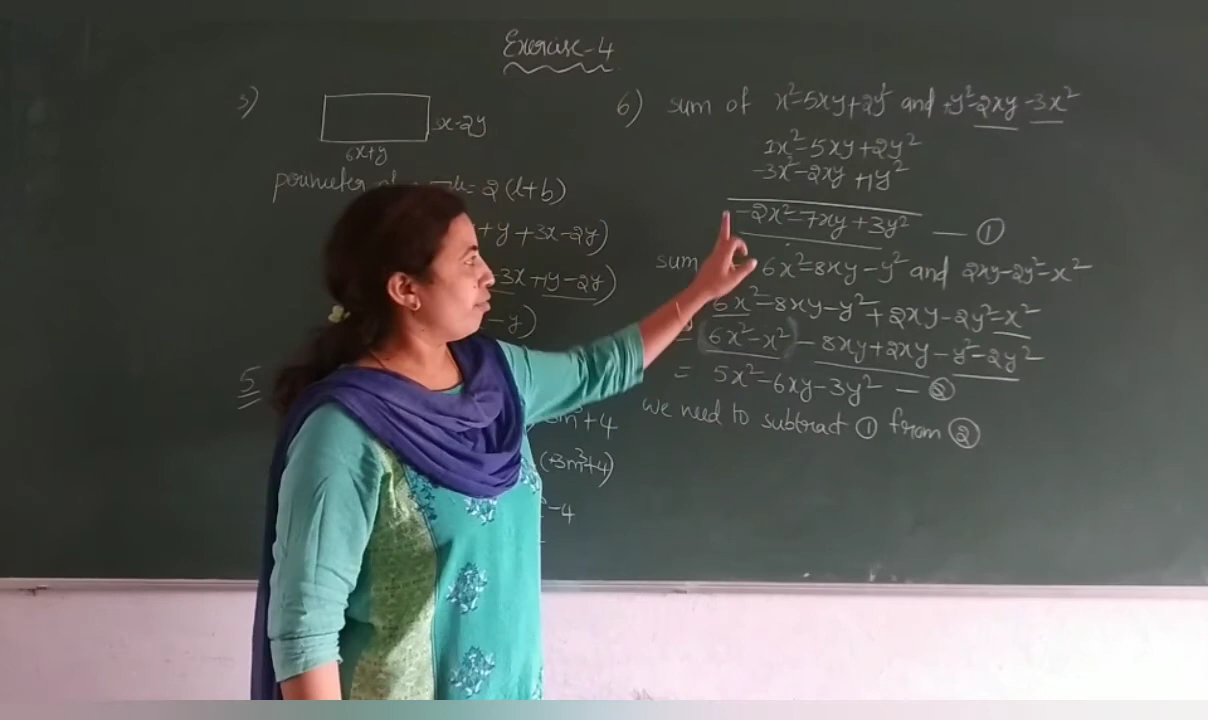 Exercise-4
3)
x-2y
6x+y
perimeter of = 2(l+b)
+y+3x-2y)
3x+y-2y)
-y)
5
+4
(+3m³+4)
-4
6) sum of x²-5xy+2y² and +y²-2xy-3x²
1x²-5xy+2y²
-3x²-2xy+1y²
-2x²-7xy+3y² — ①
sum 6x²-8xy-y² and 2xy-2y²-x²
6x²-8xy-y²+2xy-2y²-x²
= 6x²-x²-8xy+2xy-y²-2y²
= 5x²-6xy-3y² — ②
we need to subtract ① from ②